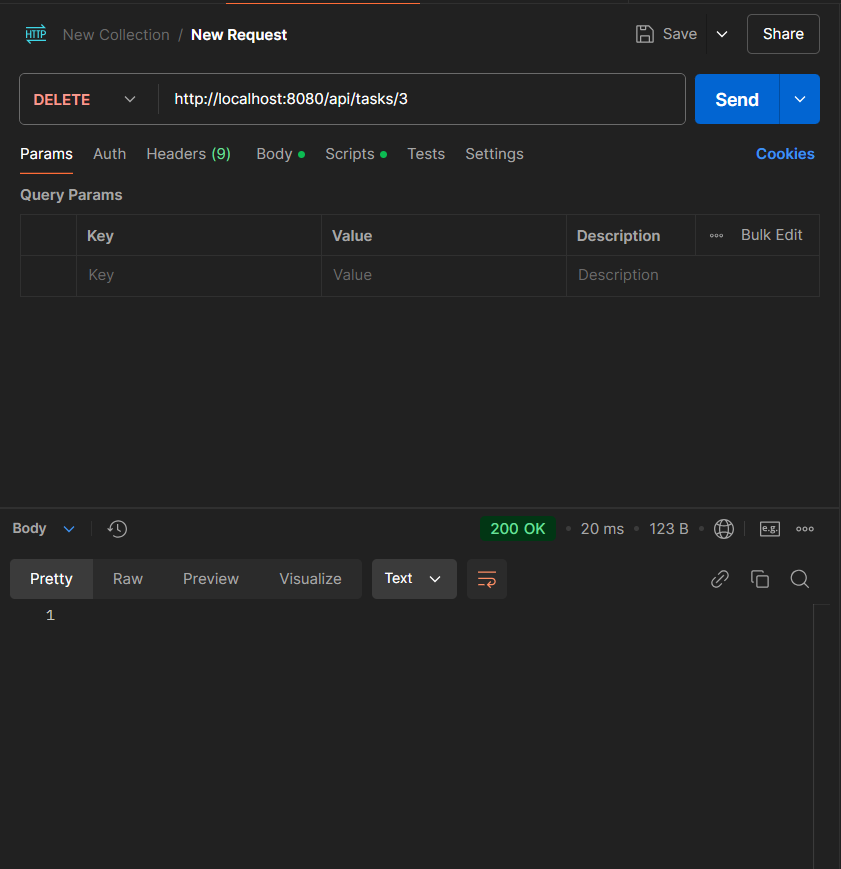 HTTP New Collection / New Request Save Share
DELETE http://localhost:8080/api/tasks/3 Send
Params Auth Headers (9) Body Scripts Tests Settings Cookies
Query Params
Key Value Description Bulk Edit
Key Value Description
Body 200 OK 20 ms 123 B e.g.
Pretty Raw Preview Visualize Text
1